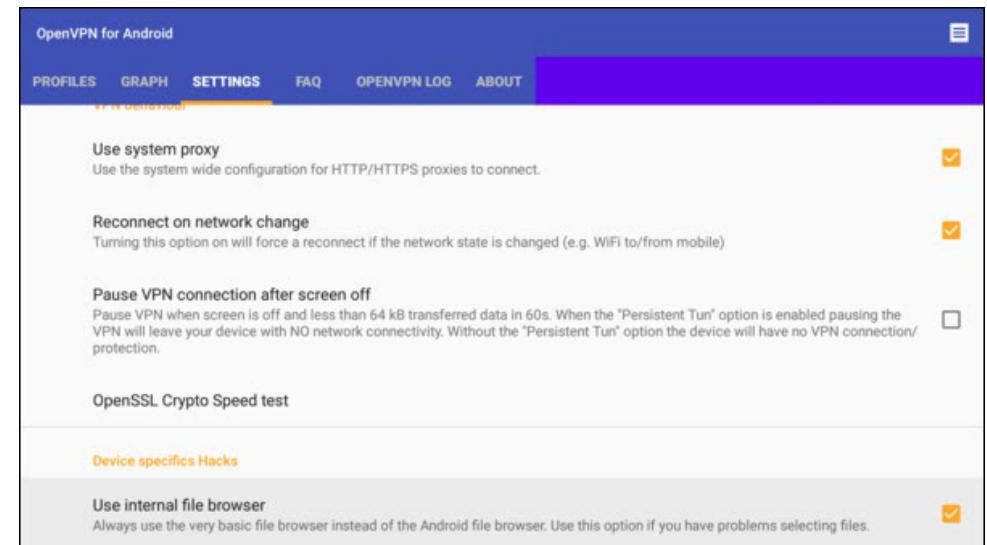 OpenVPN for Android
PROFILES GRAPH SETTINGS FAQ OPENVPN LOG ABOUT
VPN behaviour
Use system proxy
Use the system wide configuration for HTTP/HTTPS proxies to connect.
Reconnect on network change
Turning this option on will force a reconnect if the network state is changed (e.g. WiFi to/from mobile)
Pause VPN connection after screen off
Pause VPN when screen is off and less than 64 kB transferred data in 60s. When the "Persistent Tun" option is enabled pausing the
VPN will leave your device with NO network connectivity. Without the "Persistent Tun" option the device will have no VPN connection/
protection.
OpenSSL Crypto Speed test
Device specifics Hacks
Use internal file browser
Always use the very basic file browser instead of the Android file browser. Use this option if you have problems selecting files.